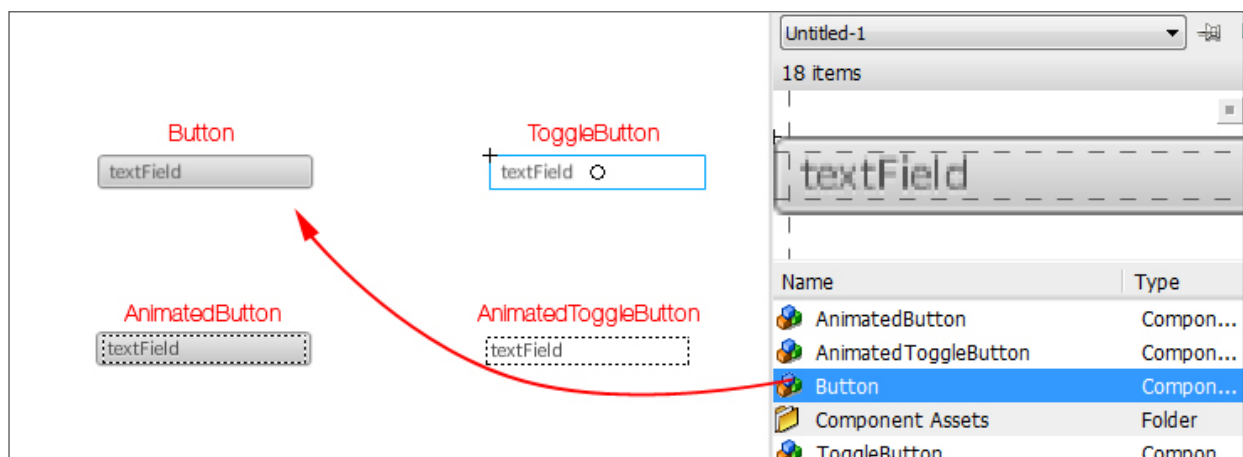 Untitled-1
18 items
Button
ToggleButton
textField
textField
textField
AnimatedButton
AnimatedToggleButton
textField
textField
Name Type
AnimatedButton Compon...
AnimatedToggleButton Compon...
Button Compon...
Component Assets Folder
ToggleButton Compon